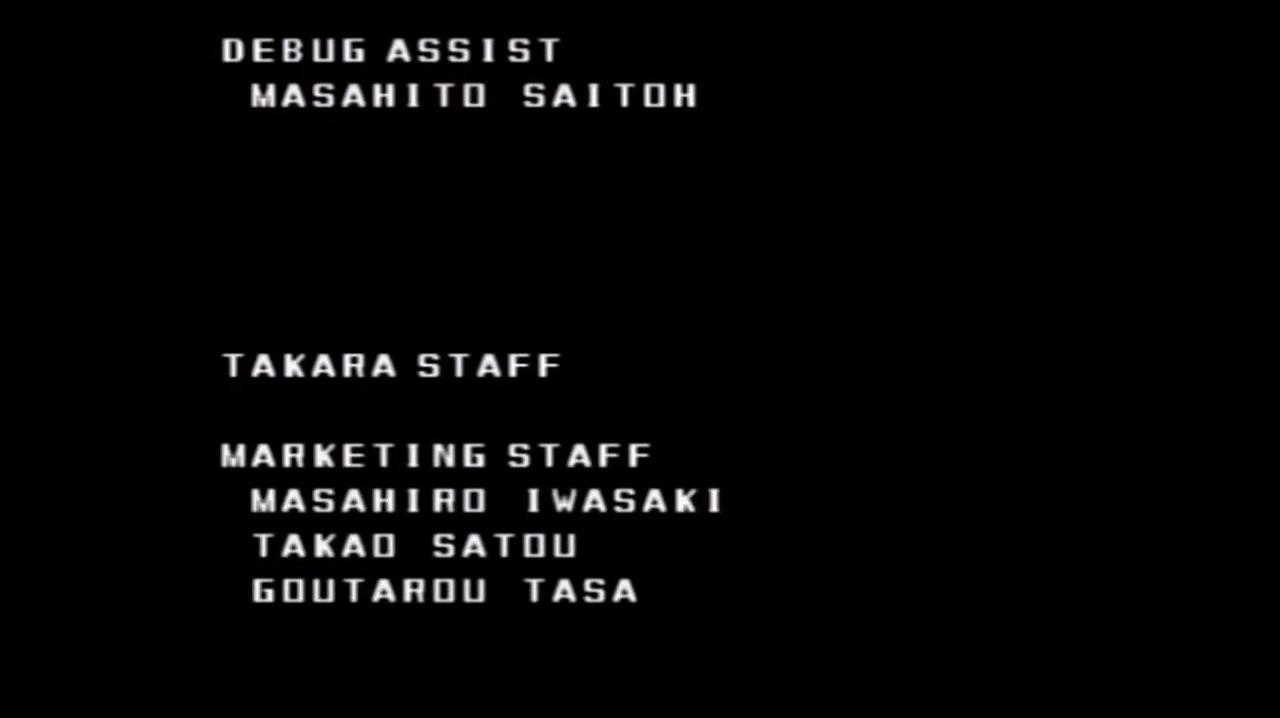 DEBUG ASSIST
MASAHITO SAITOH
TAKARA STAFF
MARKETING STAFF
MASAHIRO IWASAKI
TAKAO SATOU
GOUTAROU TASA